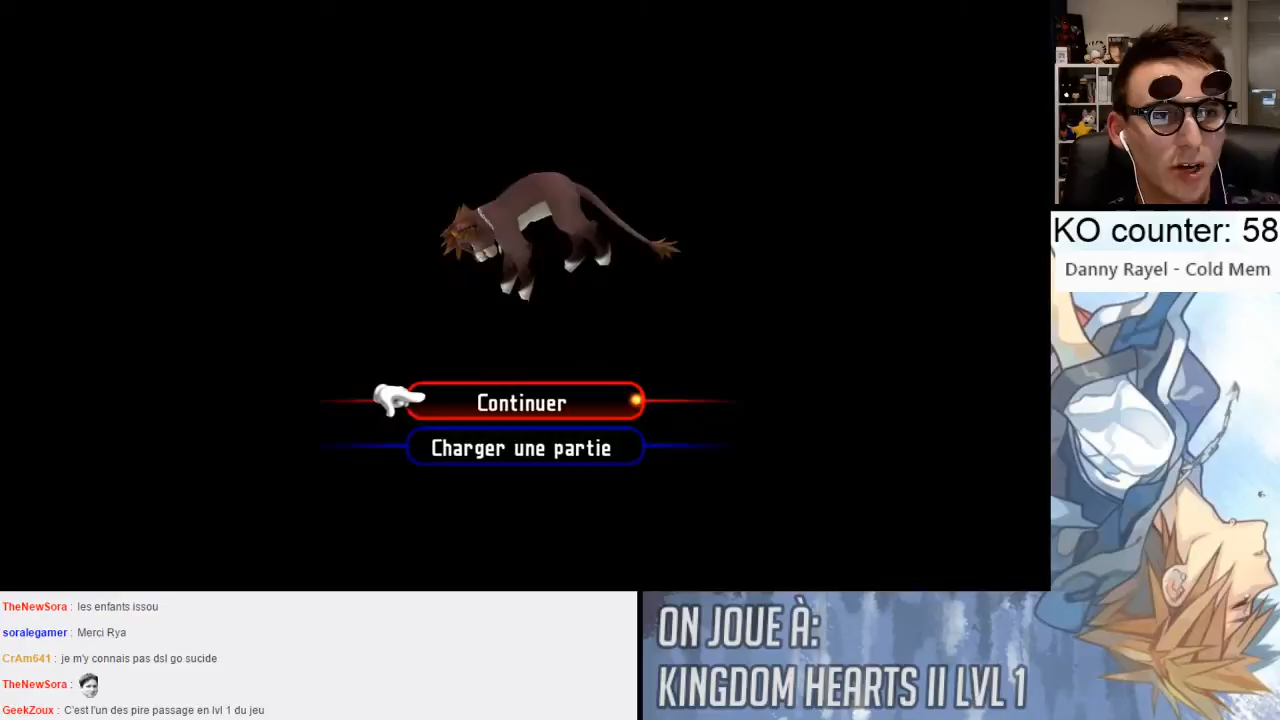 KO counter: 58
Danny Rayel - Cold Mem
Continuer
Charger une partie
TheNewSora : les enfants issou
soralegamer : Merci Rya
CrAm641 : je m'y connais pas dsl go sucide
TheNewSora :
GeekZoux : C'est l'un des pire passage en lvl 1 du jeu
ON JOUE À:
KINGDOM HEARTS II LVL 1